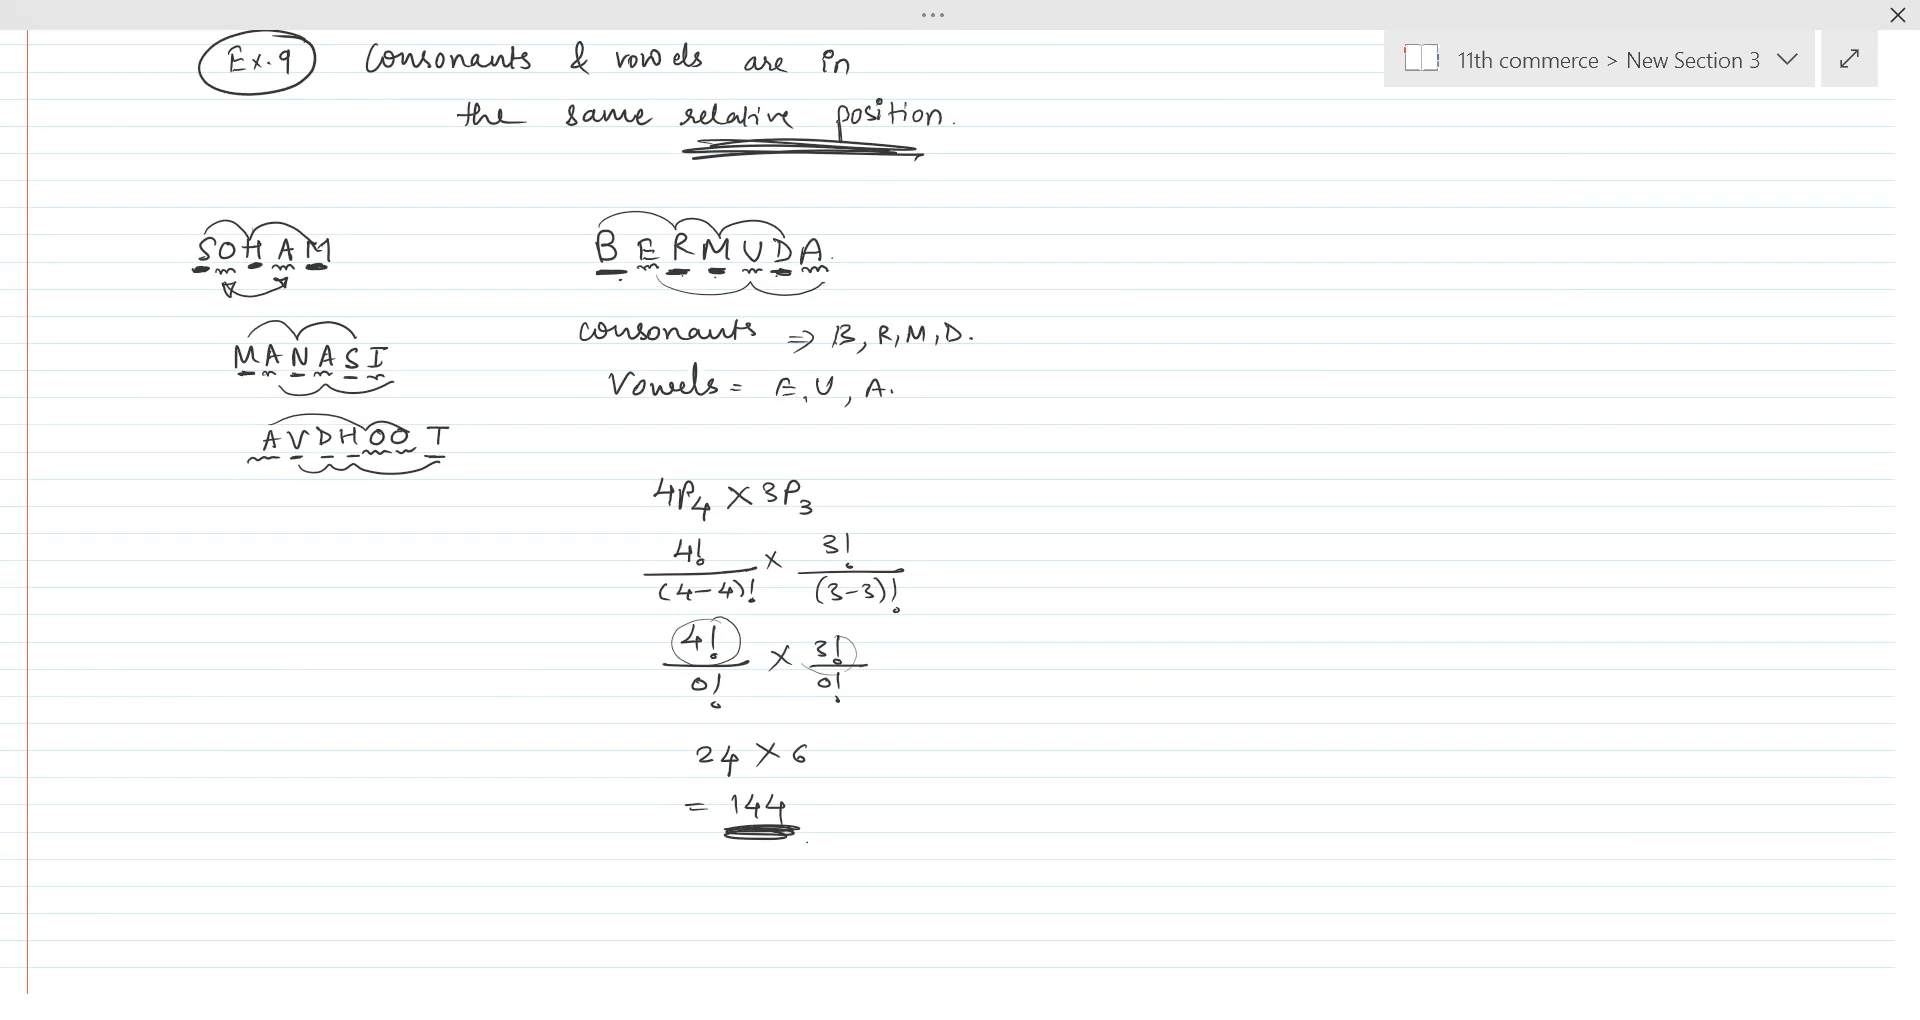 ...
11th commerce > New Section 3
Ex.9 Consonants & vowels are in
the same relative position.
SOHAM
MANASI
AVDHOOT
BERMUDA.
consonants ⇒ B, R, M, D.
Vowels = E, U, A.
4P₄ × 3P₃
4!/(4-4)! × 3!/(3-3)!
4!/0! × 3!/0!
24 × 6
= 144